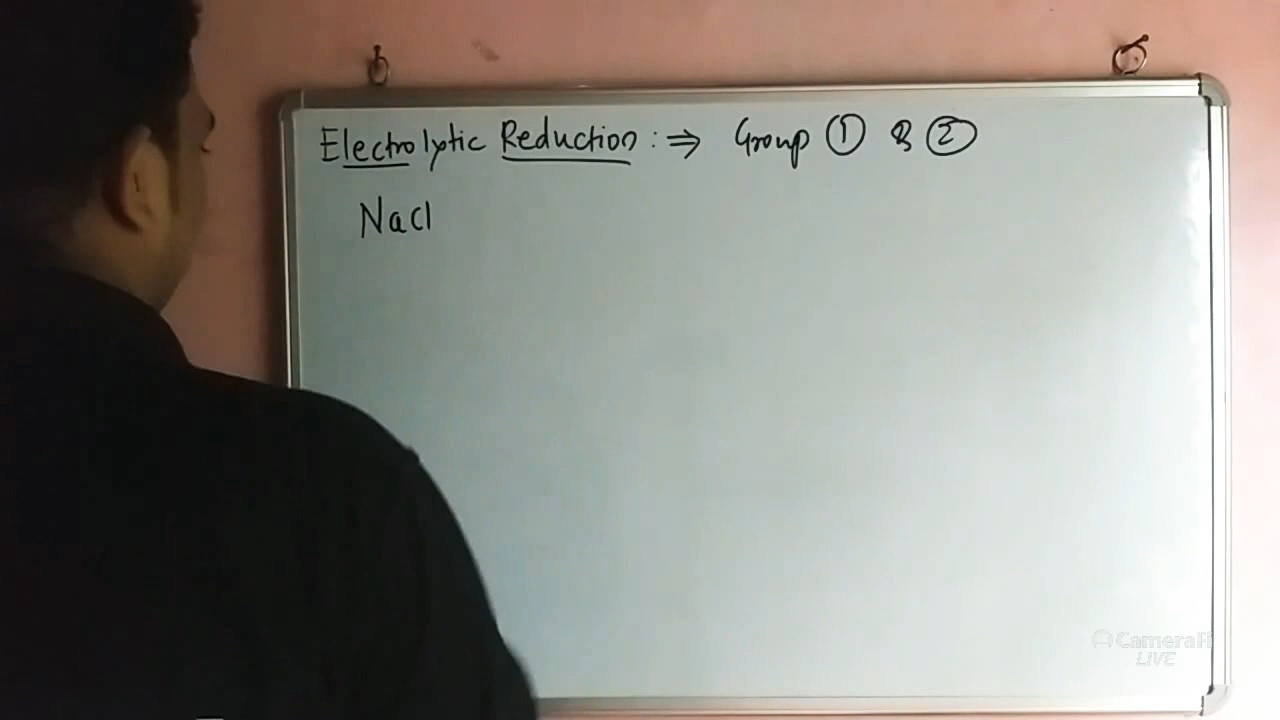 Electrolytic Reduction :⇒ Group ① & ②
NaCl
CameraFi
LIVE